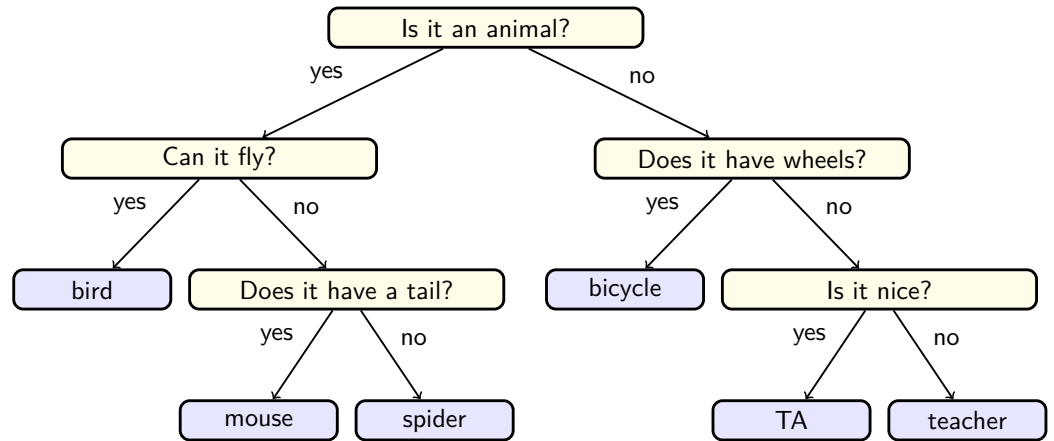 Is it an animal?
yes
no
Can it fly?
Does it have wheels?
yes
no
yes
no
bird
Does it have a tail?
bicycle
Is it nice?
yes
no
yes
no
mouse
spider
TA
teacher